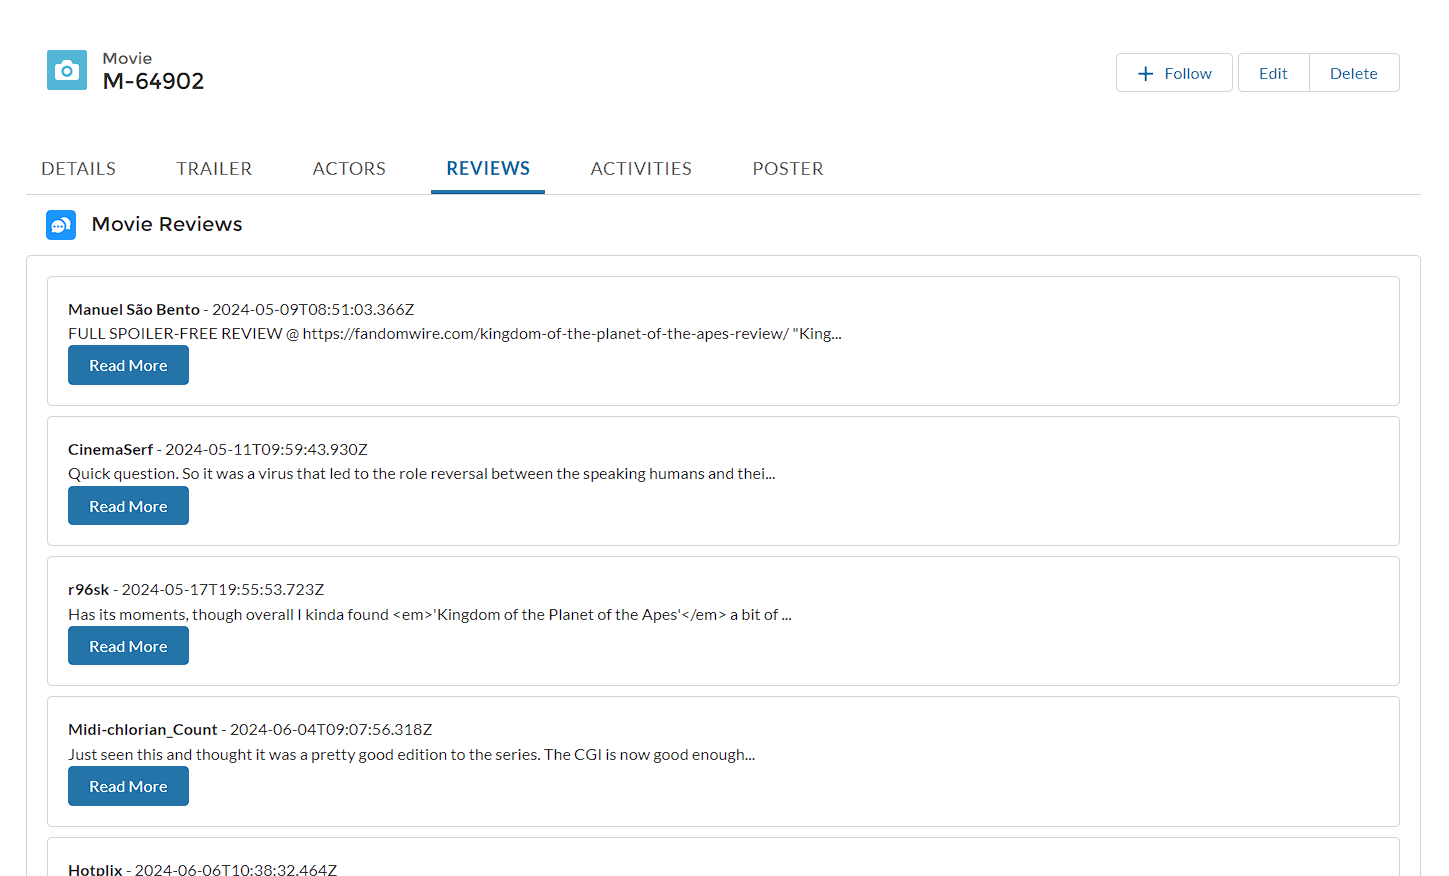 Movie
M-64902
Follow
Edit
Delete
DETAILS
TRAILER
ACTORS
REVIEWS
ACTIVITIES
POSTER
Movie Reviews
Manuel São Bento - 2024-05-09T08:51:03.366Z
FULL SPOILER-FREE REVIEW @ https://fandomwire.com/kingdom-of-the-planet-of-the-apes-review/ "King...
Read More
CinemaSerf - 2024-05-11T09:59:43.930Z
Quick question. So it was a virus that led to the role reversal between the speaking humans and thei...
Read More
r96sk - 2024-05-17T19:55:53.723Z
Has its moments, though overall I kinda found <em>'Kingdom of the Planet of the Apes'</em> a bit of ...
Read More
Midi-chlorian_Count - 2024-06-04T09:07:56.318Z
Just seen this and thought it was a pretty good edition to the series. The CGI is now good enough...
Read More
Hotplix - 2024-06-06T10:38:32.464Z